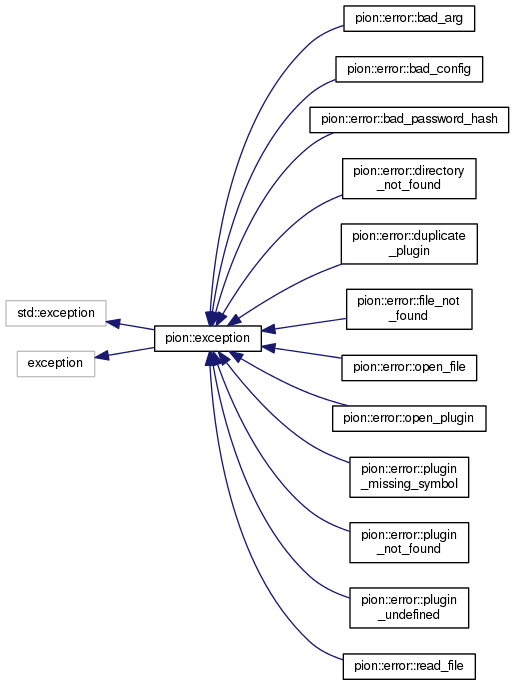 pion::error::bad_arg
pion::error::bad_config
pion::error::bad_password_hash
pion::error::directory
_not_found
pion::error::duplicate
_plugin
std::exception
pion::error::file_not
_found
pion::exception
exception
pion::error::open_file
pion::error::open_plugin
pion::error::plugin
_missing_symbol
pion::error::plugin
_not_found
pion::error::plugin
_undefined
pion::error::read_file